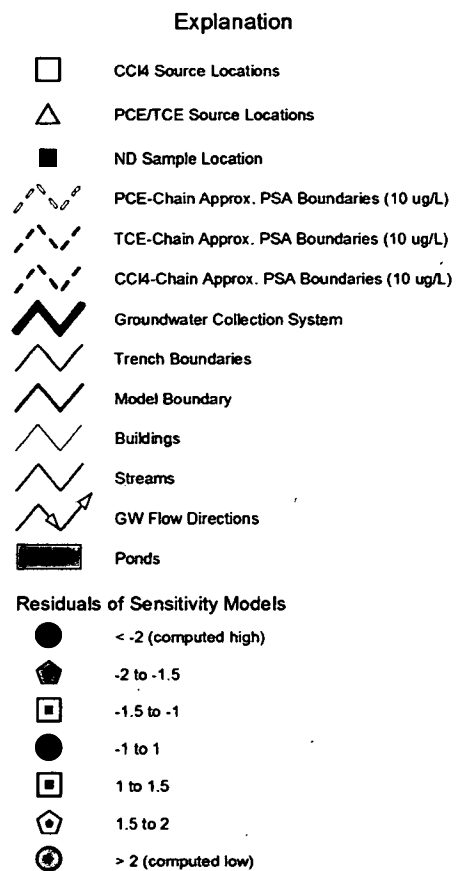 Explanation
CCl4 Source Locations
PCE/TCE Source Locations
ND Sample Location
PCE-Chain Approx. PSA Boundaries (10 ug/L)
TCE-Chain Approx. PSA Boundaries (10 ug/L)
CCl4-Chain Approx. PSA Boundaries (10 ug/L)
Groundwater Collection System
Trench Boundaries
Model Boundary
Buildings
Streams
GW Flow Directions
Ponds
Residuals of Sensitivity Models
< -2 (computed high)
-2 to -1.5
-1.5 to -1
-1 to 1
1 to 1.5
1.5 to 2
> 2 (computed low)